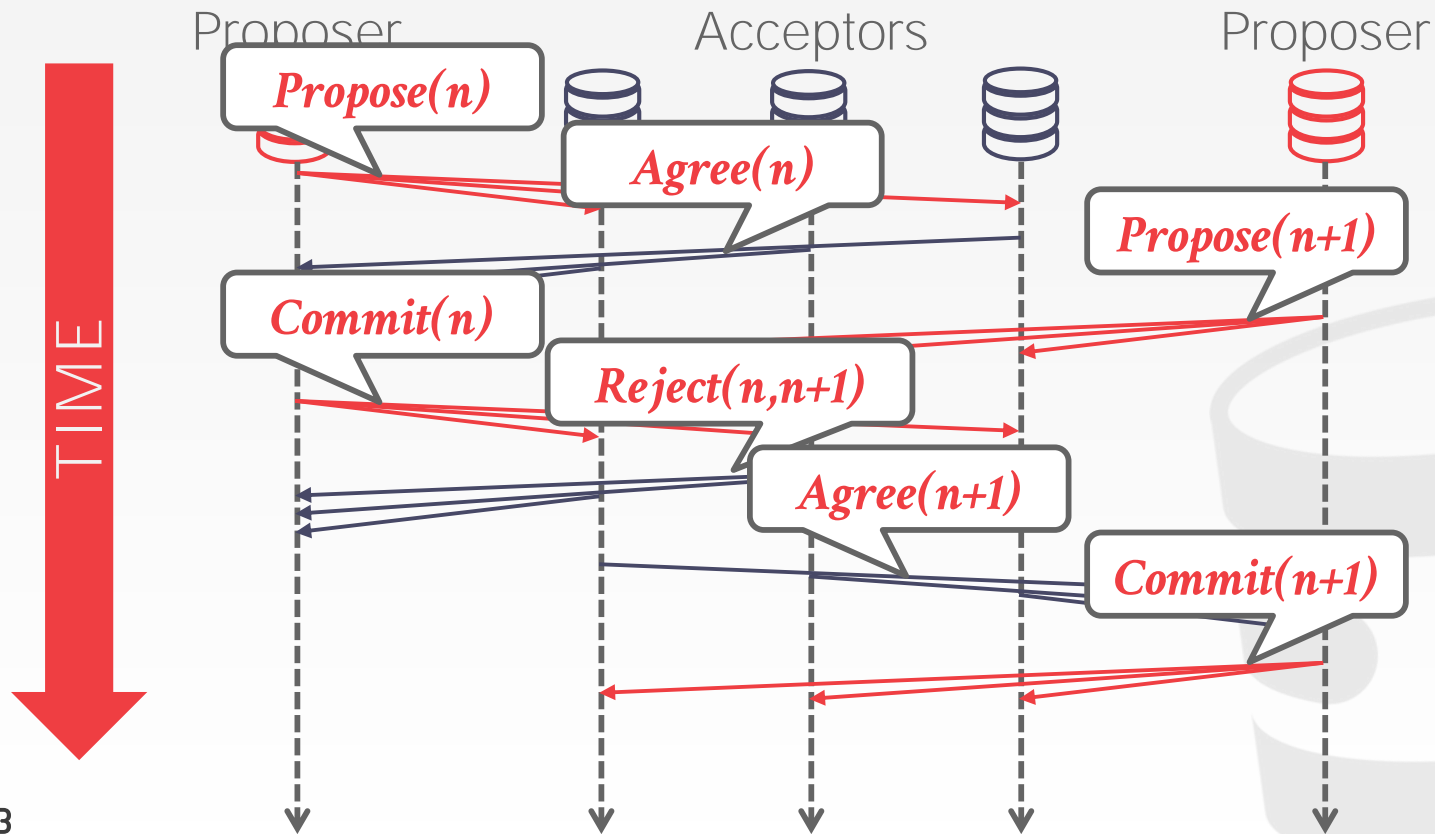 Proposer
Acceptors
Proposer
Propose(n)
Agree(n)
Propose(n+1)
Commit(n)
TIME
Reject(n,n+1)
Agree(n+1)
Commit(n+1)